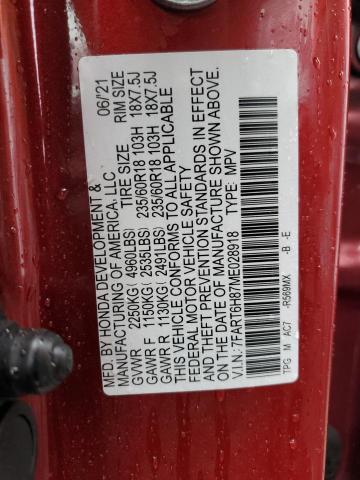 MFD. BY HONDA DEVELOPMENT & 06/'21
MANUFACTURING OF AMERICA, LLC
TIRE SIZE RIM SIZE
GVWR 2250KG( 4960LBS)
GAWR F 1150KG( 2535LBS) 235/60R18 103H 18X7.5J
GAWR R 1130KG( 2491LBS) 235/60R18 103H 18X7.5J
THIS VEHICLE CONFORMS TO ALL APPLICABLE
FEDERAL MOTOR VEHICLE SAFETY
AND THEFT PREVENTION STANDARDS IN EFFECT ON
THE DATE OF MANUFACTURE SHOWN ABOVE.
V.I.N.: 7FART6H87ME028918 TYPE: MPV
TPG M AC7 -R569MX -B -E